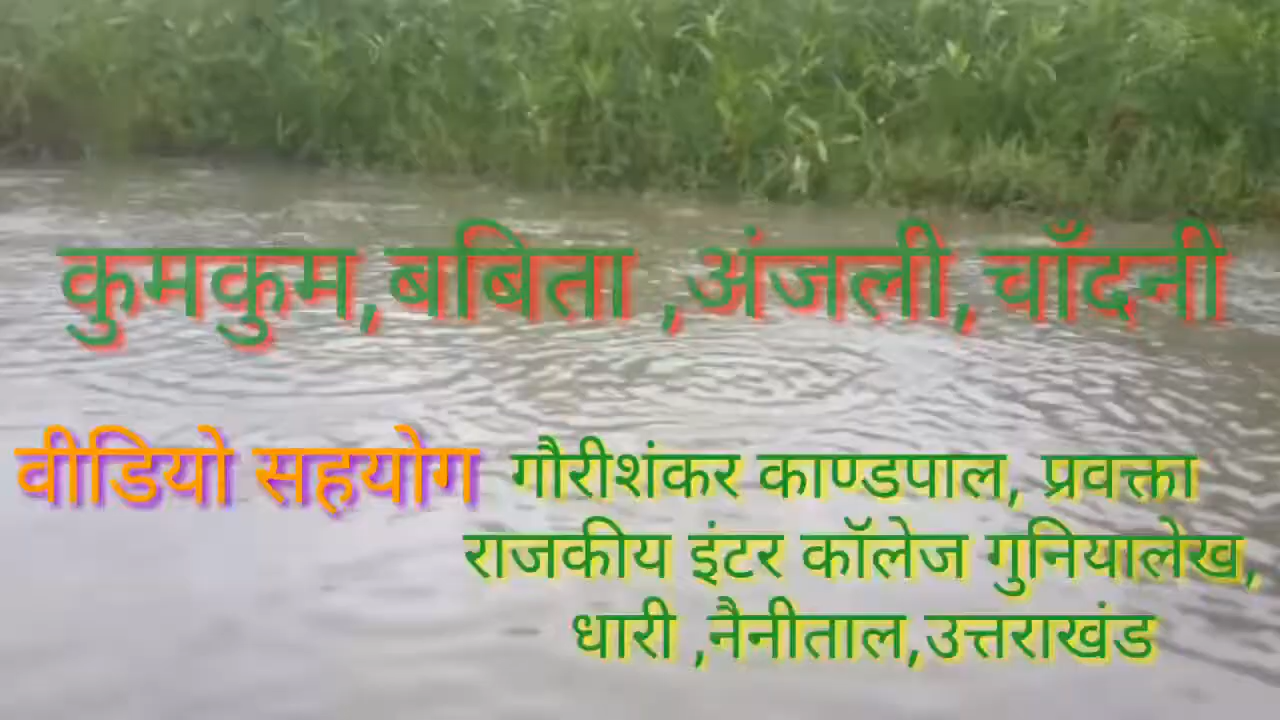 कुमकुम,बबिता ,अंजली,चाँदनी
वीडियो सहयोग गौरीशंकर काण्डपाल, प्रवक्ता
राजकीय इंटर कॉलेज गुनियालेख,
धारी ,नैनीताल,उत्तराखंड